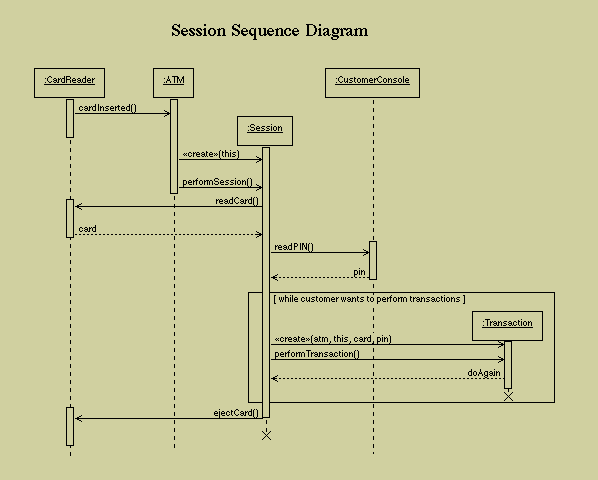 Session Sequence Diagram
:CardReader
:ATM
:CustomerConsole
cardInserted()
:Session
«create»(this)
performSession()
readCard()
card
readPIN()
pin
[ while customer wants to perform transactions ]
:Transaction
«create»(atm, this, card, pin)
performTransaction()
doAgain
ejectCard()